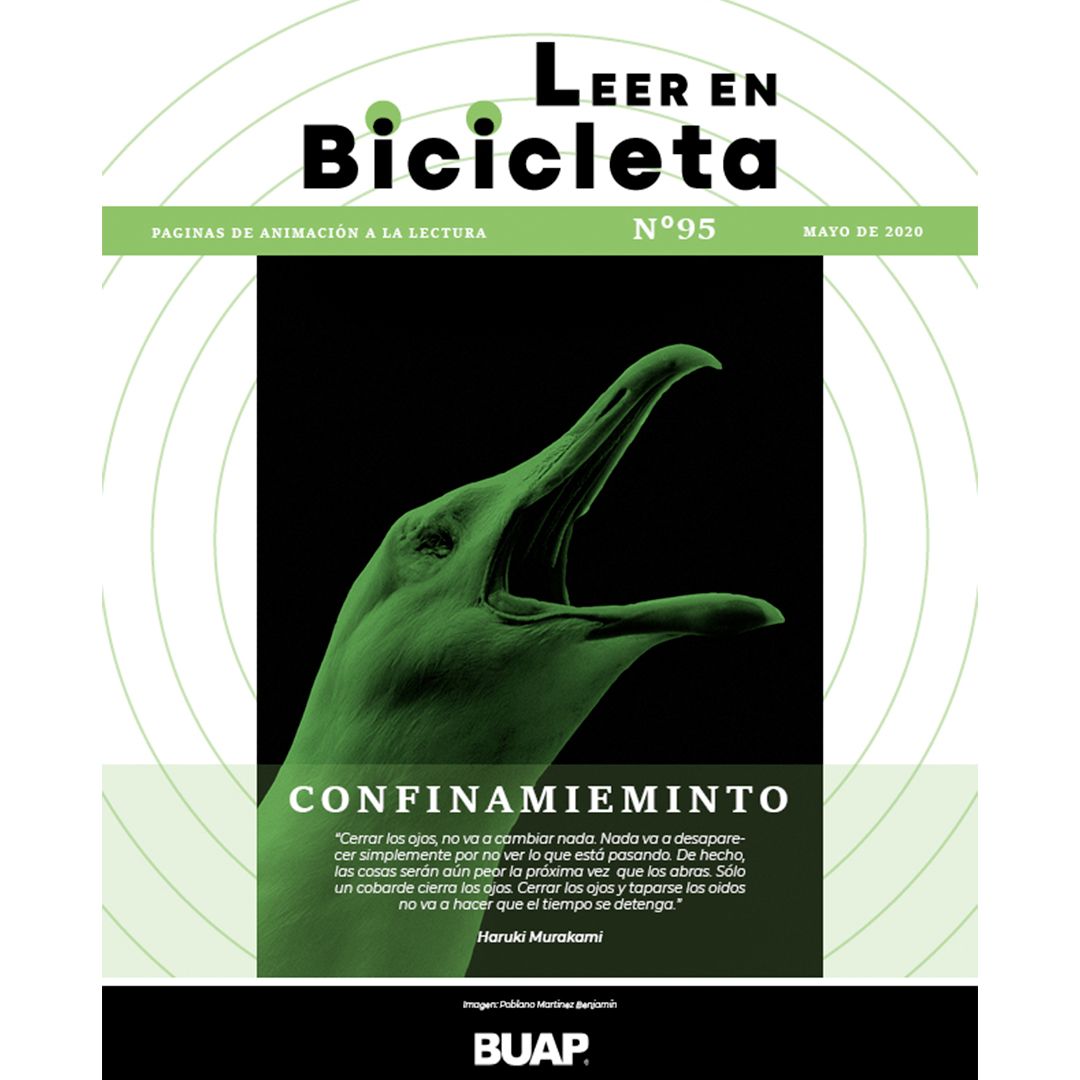 LEER EN
Bicicleta
PAGINAS DE ANIMACIÓN A LA LECTURA
Nº95
MAYO DE 2020
CONFINAMIEMINTO
“Cerrar los ojos, no va a cambiar nada. Nada va a desapare-
cer simplemente por no ver lo que está pasando. De hecho,
las cosas serán aún peor la próxima vez que los abras. Sólo
un cobarde cierra los ojos. Cerrar los ojos y taparse los oidos
no va a hacer que el tiempo se detenga.”
Haruki Murakami
Imagen: Poblano Martinez Benjamin
BUAP®